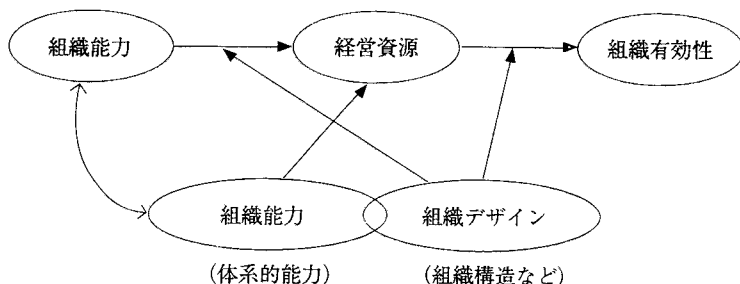 組織能力
経営資源
組織有効性
組織能力
組織デザイン
(体系的能力)
(組織構造など)